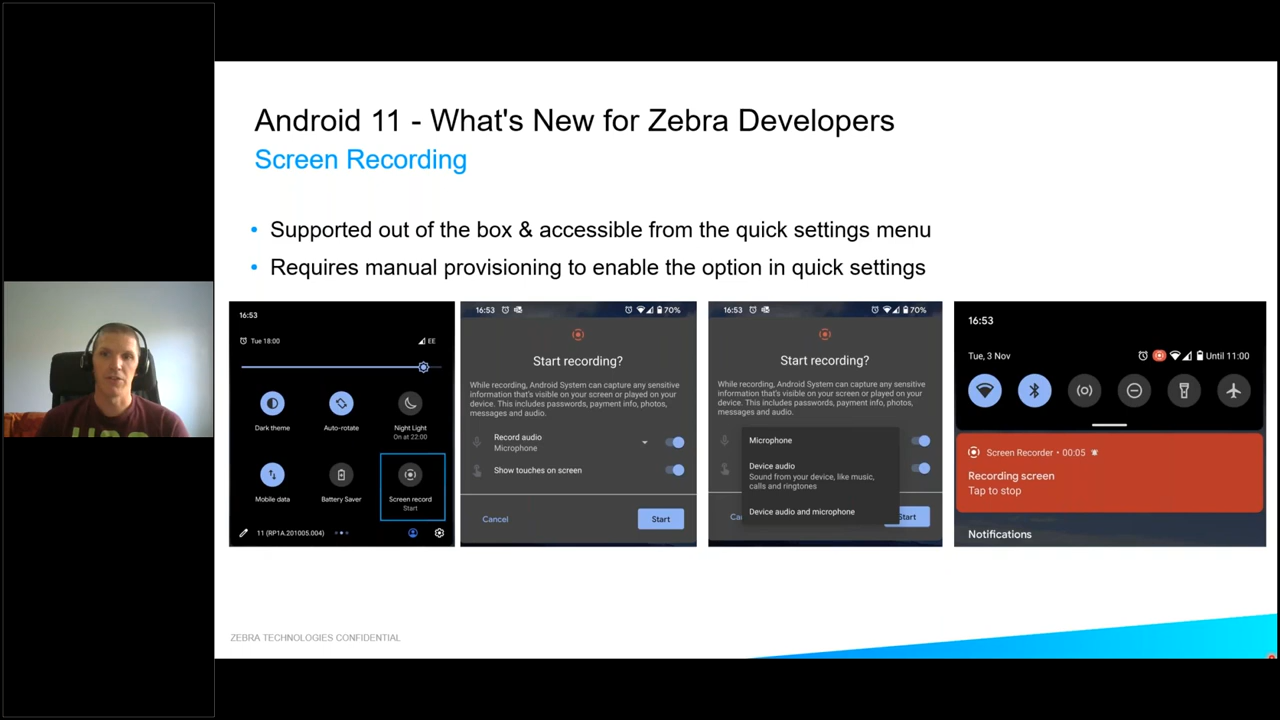 Android 11 - What's New for Zebra Developers
Screen Recording
• Supported out of the box & accessible from the quick settings menu
• Requires manual provisioning to enable the option in quick settings
16:53
Tue 18:00
EE
Dark theme
Auto-rotate
Night Light
On at 22:00
Mobile data
Battery Saver
Screen record
Start
11 (RP1A.201005.004)
16:53
70%
Start recording?
While recording, Android System can capture any sensitive
information that's visible on your screen or played on your
device. This includes passwords, payment info, photos,
messages and audio.
Record audio
Microphone
Show touches on screen
Cancel
Start
16:53
70%
Start recording?
While recording, Android System can capture any sensitive
information that's visible on your screen or played on your
device. This includes passwords, payment info, photos,
messages and audio.
Microphone
Device audio
Sound from your device, like music,
calls and ringtones
Device audio and microphone
Ca
Start
16:53
Tue, 3 Nov
Until 11:00
Screen Recorder • 00:05
Recording screen
Tap to stop
Notifications
ZEBRA TECHNOLOGIES CONFIDENTIAL